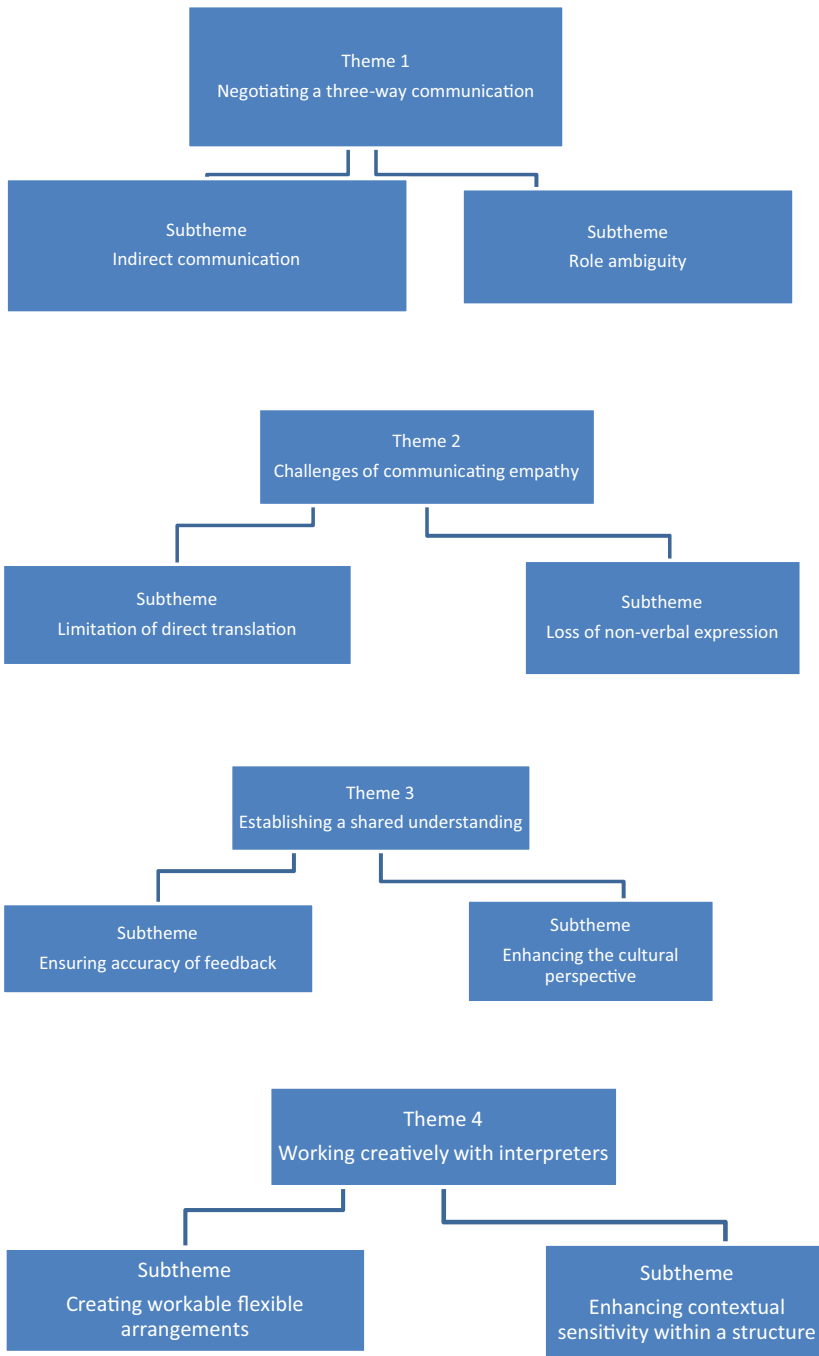 Theme 1
Negotiating a three-way communication
Subtheme
Indirect communication
Subtheme
Role ambiguity
Theme 2
Challenges of communicating empathy
Subtheme
Limitation of direct translation
Subtheme
Loss of non-verbal expression
Theme 3
Establishing a shared understanding
Subtheme
Ensuring accuracy of feedback
Subtheme
Enhancing the cultural
perspective
Theme 4
Working creatively with interpreters
Subtheme
Creating workable flexible
arrangements
Subtheme
Enhancing contextual
sensitivity within a structure